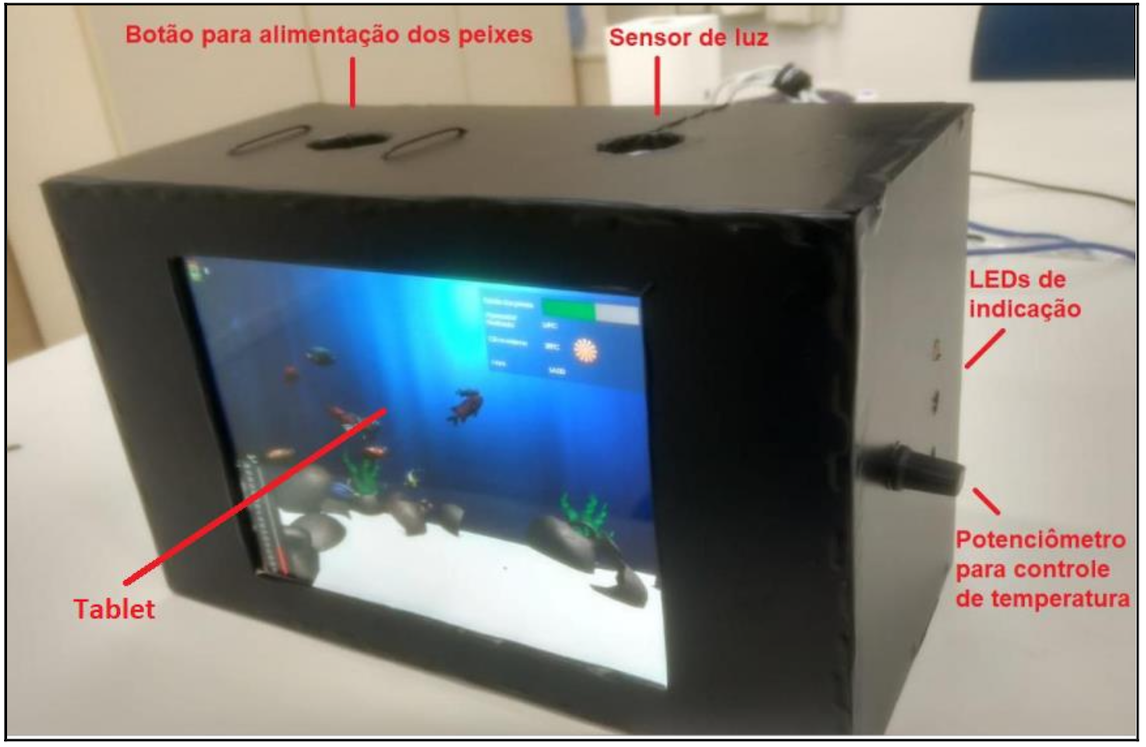 Botão para alimentação dos peixes
Sensor de luz
LEDs de
indicação
Potenciômetro
para controle
de temperatura
Tablet